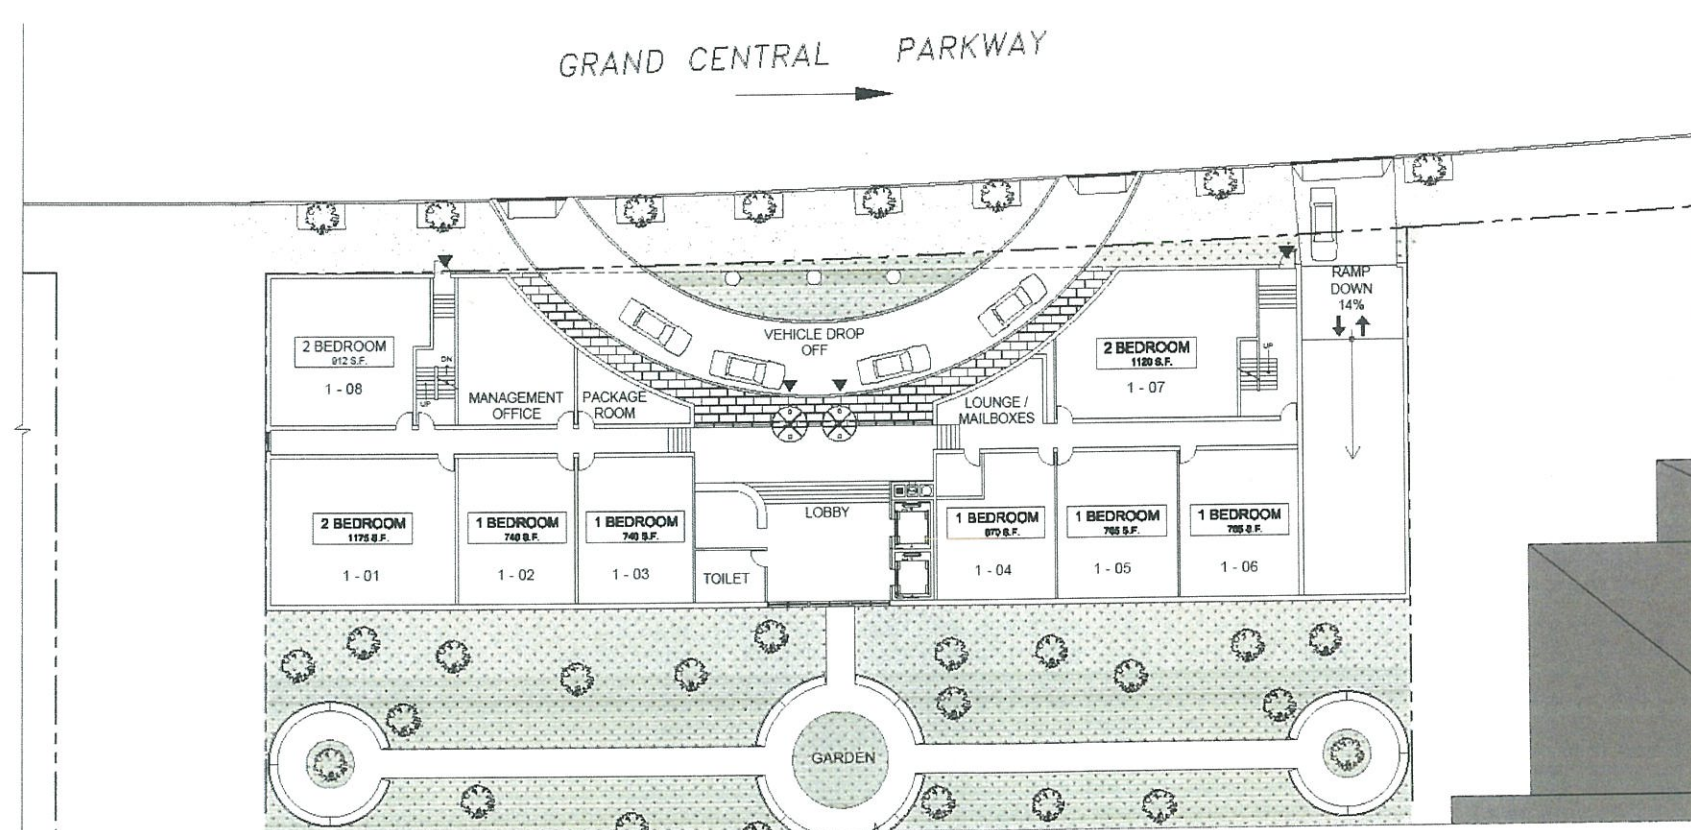 GRAND CENTRAL PARKWAY
RAMP
DOWN
14%
VEHICLE DROP
OFF
2 BEDROOM
912 S.F.
1 - 08
DN
UP
MANAGEMENT
OFFICE
PACKAGE
ROOM
LOUNGE /
MAILBOXES
2 BEDROOM
1120 S.F.
1 - 07
UP
2 BEDROOM
1175 S.F.
1 - 01
1 BEDROOM
740 S.F.
1 - 02
1 BEDROOM
740 S.F.
1 - 03
TOILET
LOBBY
1 BEDROOM
670 S.F.
1 - 04
1 BEDROOM
765 S.F.
1 - 05
1 BEDROOM
765 S.F.
1 - 06
GARDEN